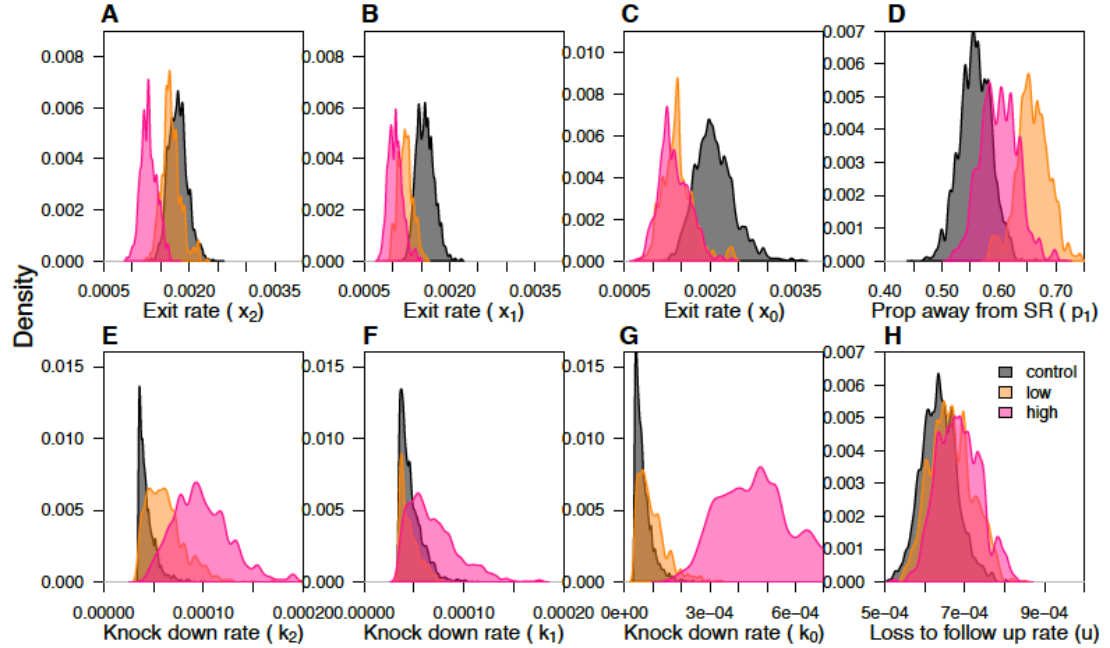 A B C D
0.008
0.006
0.004
0.002
0.000
0.0005 0.0020 0.0035
Exit rate ( x2)
0.008
0.006
0.004
0.002
0.000
0.0005 0.0020 0.0035
Exit rate ( x1)
0.010
0.008
0.006
0.004
0.002
0.000
0.0005 0.0020 0.0035
Exit rate ( x0)
0.007
0.006
0.005
0.004
0.003
0.002
0.001
0.000
0.40 0.50 0.60 0.70
Prop away from SR ( p1)
Density
E F G H
0.015
0.010
0.005
0.000
0.00000 0.00010 0.00020
Knock down rate ( k2)
0.015
0.010
0.005
0.000
0.00000 0.00010 0.00020
Knock down rate ( k1)
0.015
0.010
0.005
0.000
0e+00 3e-04 6e-04
Knock down rate ( k0)
0.007
0.006
0.005
0.004
0.003
0.002
0.001
0.000
control
low
high
5e-04 7e-04 9e-04
Loss to follow up rate (u)